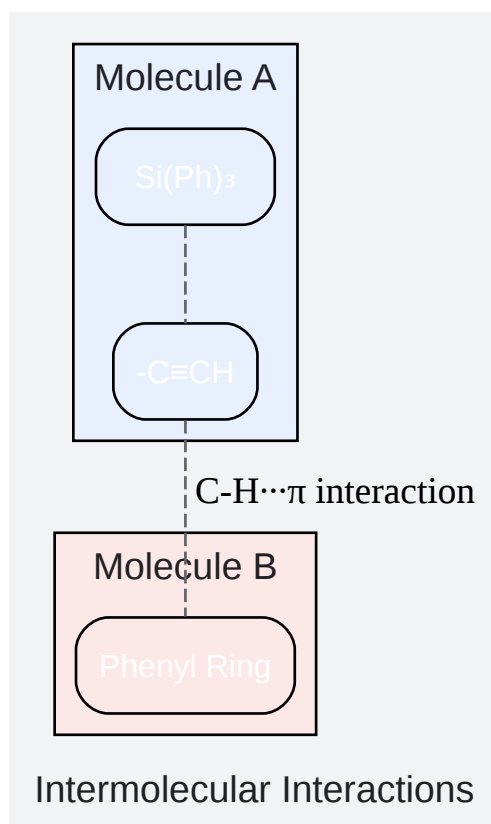 Molecule A
Si(Ph)₃
-C≡CH
C-H···π interaction
Molecule B
Phenyl Ring
Intermolecular Interactions